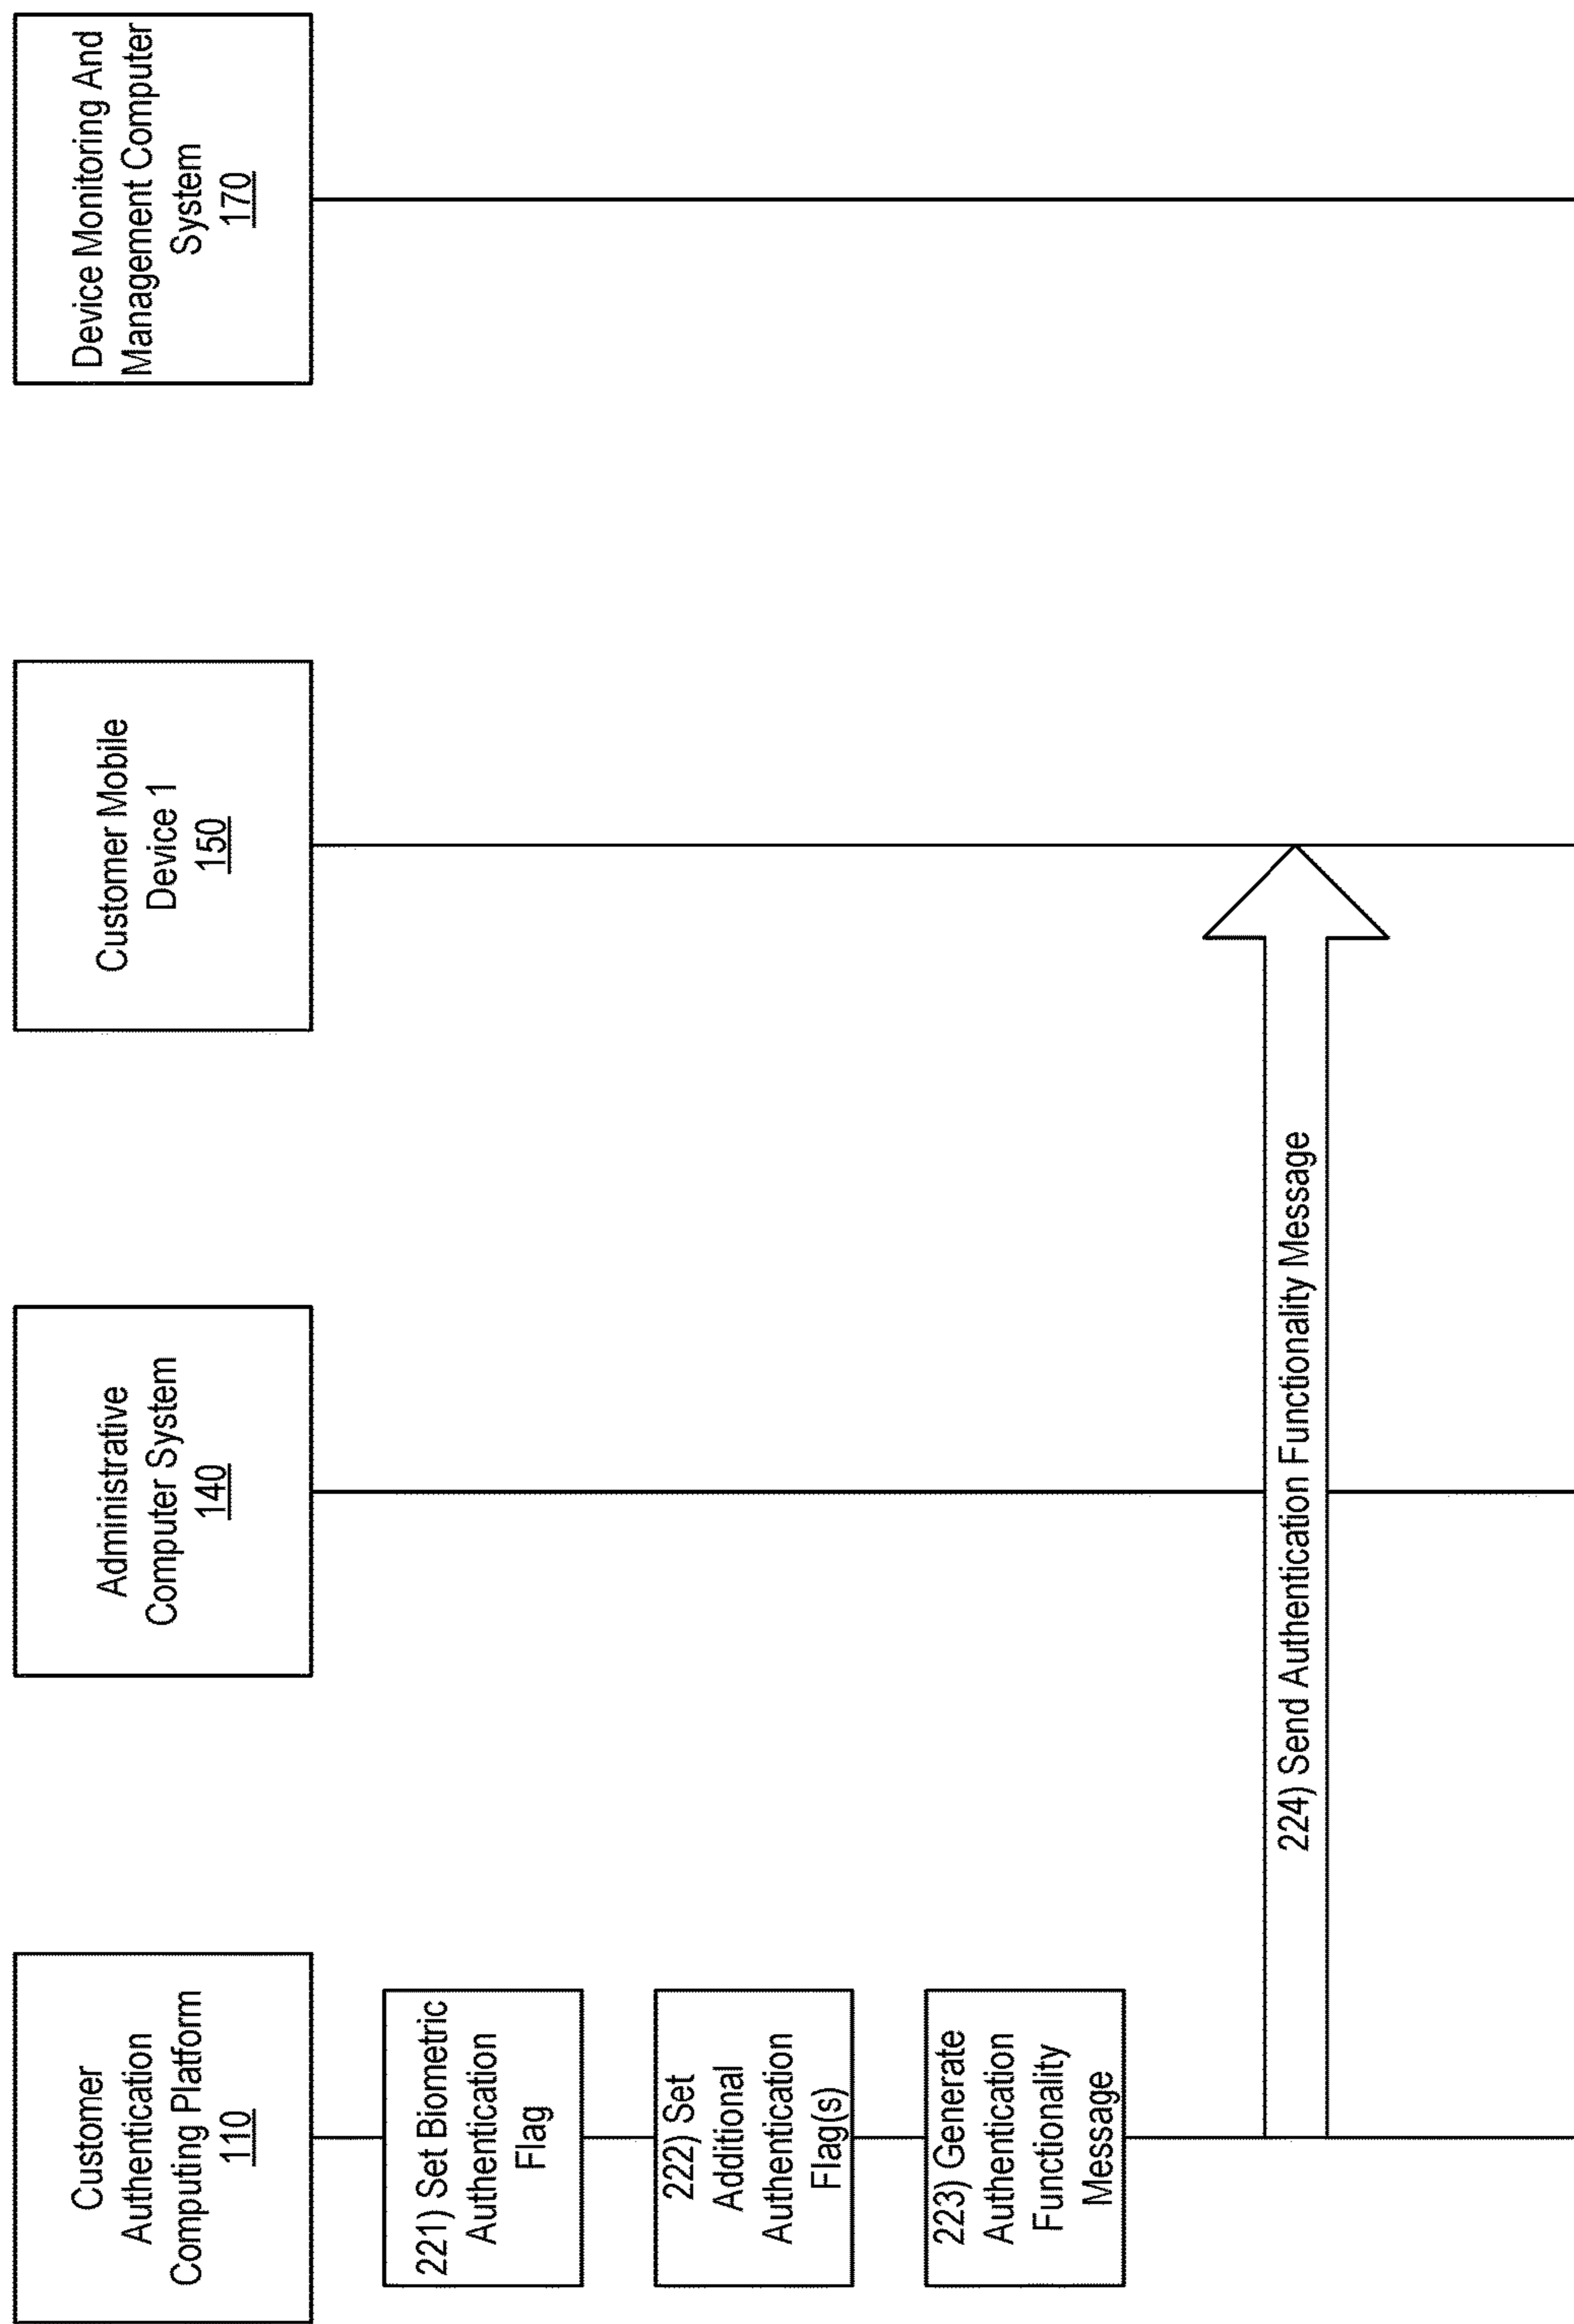 Customer
Authentication
Computing Platform
110
Administrative
Computer System
140
Customer Mobile
Device 1
150
Device Monitoring And
Management Computer
System
170
221) Set Biometric
Authentication
Flag
222) Set
Additional
Authentication
Flag(s)
223) Generate
Authentication
Functionality
Message
224) Send Authentication Functionality Message